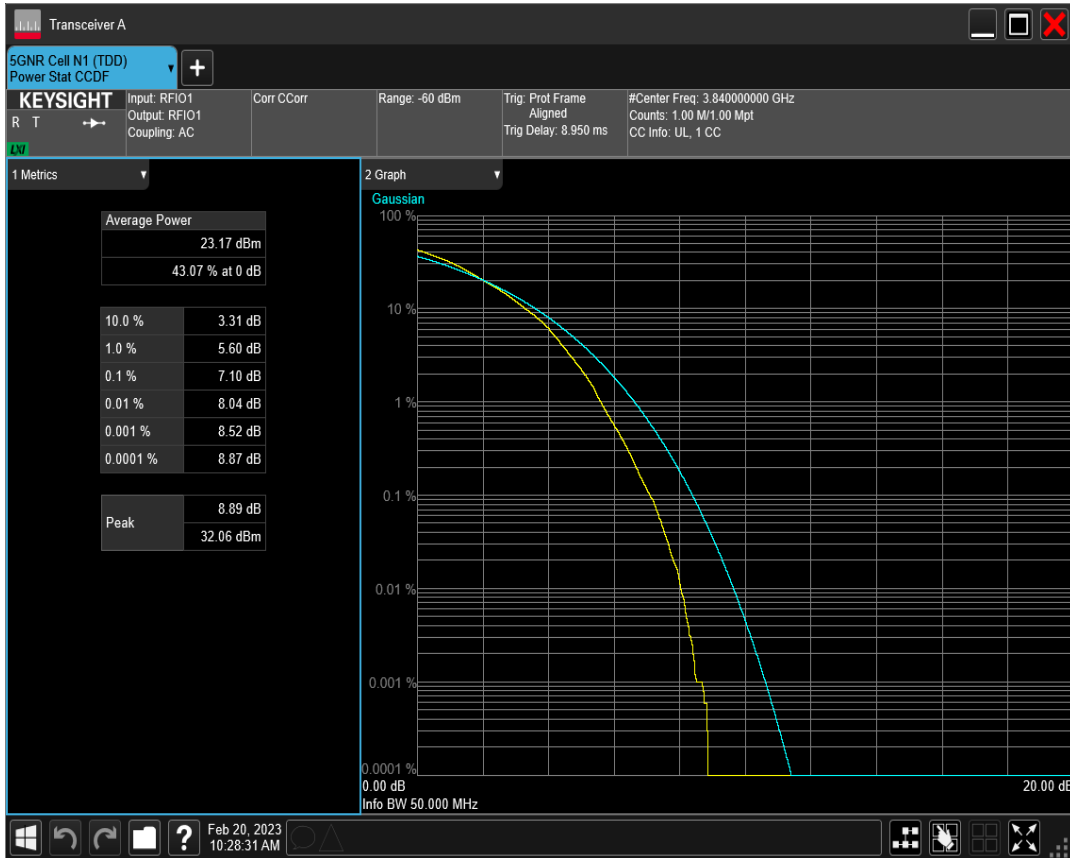 Transceiver A
5GNR Cell N1 (TDD)
Power Stat CCDF
+
KEYSIGHT
R T
LXI
Input: RFIO1
Output: RFIO1
Coupling: AC
Corr CCorr
Range: -60 dBm
Trig: Prot Frame
Aligned
Trig Delay: 8.950 ms
#Center Freq: 3.840000000 GHz
Counts: 1.00 M/1.00 Mpt
CC Info: UL, 1 CC
1 Metrics
Average Power
23.17 dBm
43.07 % at 0 dB
10.0 % 3.31 dB
1.0 % 5.60 dB
0.1 % 7.10 dB
0.01 % 8.04 dB
0.001 % 8.52 dB
0.0001 % 8.87 dB
Peak
8.89 dB
32.06 dBm
2 Graph
Gaussian
100 %
10 %
1 %
0.1 %
0.01 %
0.001 %
0.0001 %
0.00 dB 20.00 dB
Info BW 50.000 MHz
?
Feb 20, 2023
10:28:31 AM